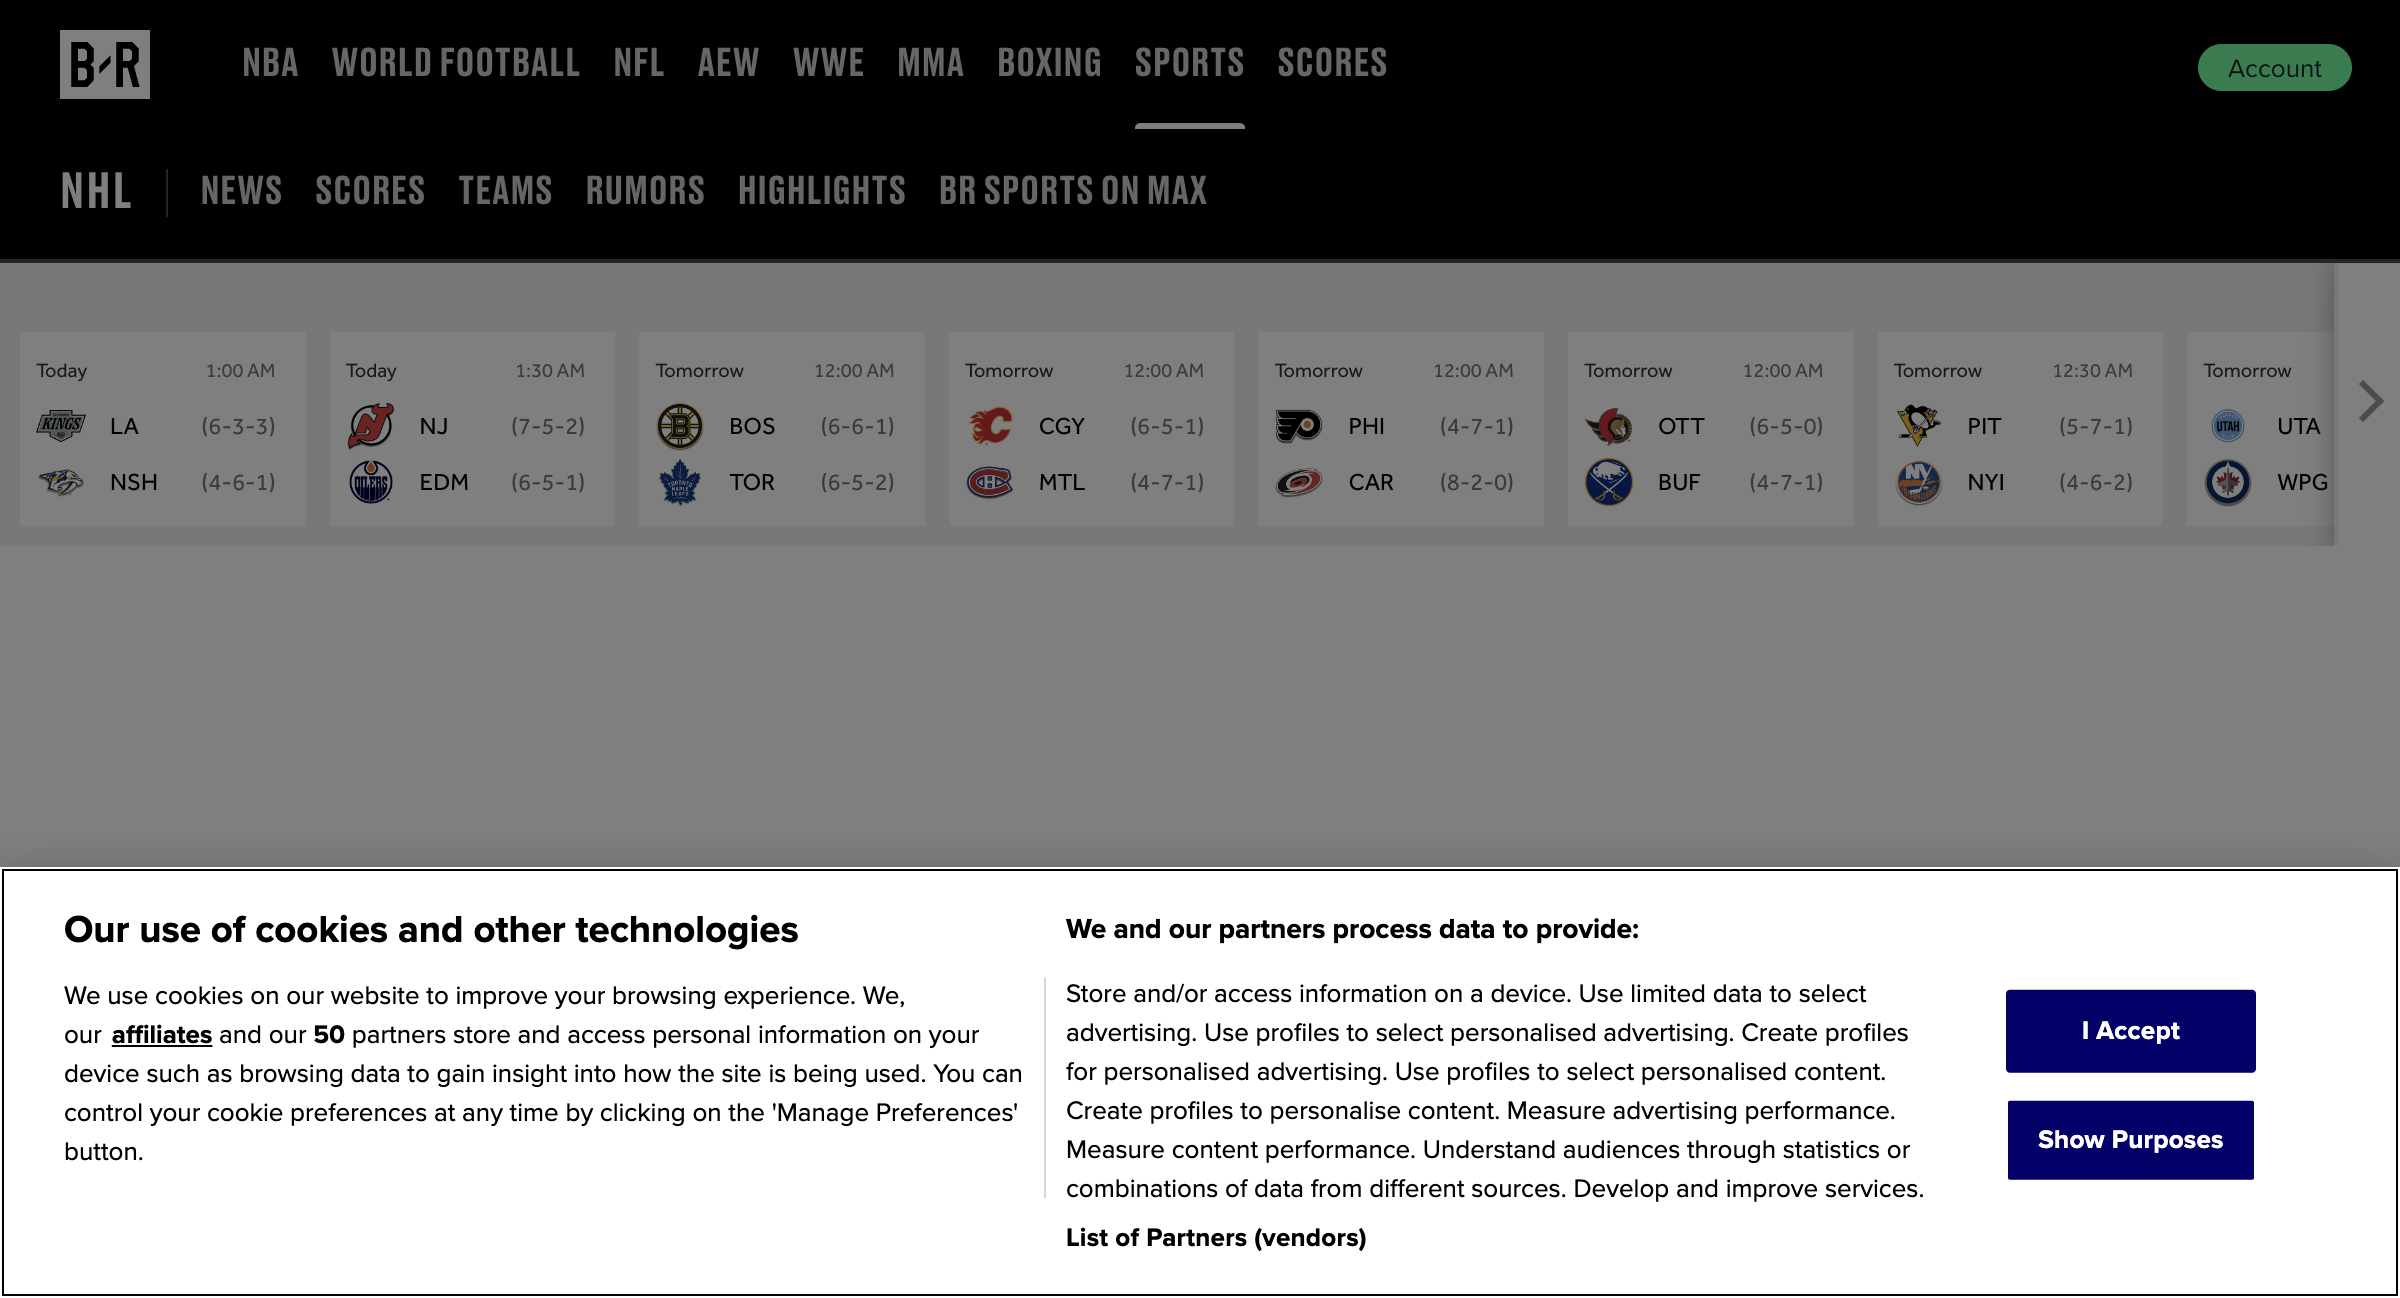 B-R NBA WORLD FOOTBALL NFL AEW WWE MMA BOXING SPORTS SCORES Account
NHL NEWS SCORES TEAMS RUMORS HIGHLIGHTS BR SPORTS ON MAX
Today 1:00 AM
KINGS LA (6-3-3)
NSH (4-6-1)
Today 1:30 AM
NJ (7-5-2)
OILERS EDM (6-5-1)
Tomorrow 12:00 AM
B BOS (6-6-1)
TORONTO MAPLE LEAFS TOR (6-5-2)
Tomorrow 12:00 AM
C CGY (6-5-1)
CH MTL (4-7-1)
Tomorrow 12:00 AM
PHI (4-7-1)
CAR (8-2-0)
Tomorrow 12:00 AM
OTT (6-5-0)
BUF (4-7-1)
Tomorrow 12:30 AM
PIT (5-7-1)
NY NYI (4-6-2)
Tomorrow
UTAH UTA
WPG
Our use of cookies and other technologies
We use cookies on our website to improve your browsing experience. We,
our affiliates and our 50 partners store and access personal information on your
device such as browsing data to gain insight into how the site is being used. You can
control your cookie preferences at any time by clicking on the 'Manage Preferences'
button.
We and our partners process data to provide:
Store and/or access information on a device. Use limited data to select
advertising. Use profiles to select personalised advertising. Create profiles
for personalised advertising. Use profiles to select personalised content.
Create profiles to personalise content. Measure advertising performance.
Measure content performance. Understand audiences through statistics or
combinations of data from different sources. Develop and improve services.
List of Partners (vendors)
I Accept
Show Purposes